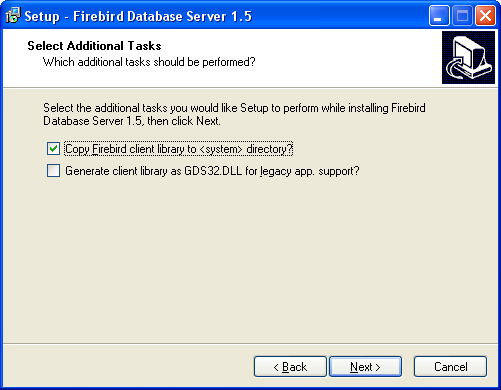 Setup - Firebird Database Server 1.5
Select Additional Tasks
Which additional tasks should be performed?
Select the additional tasks you would like Setup to perform while installing Firebird
Database Server 1.5, then click Next.
Copy Firebird client library to <system> directory?
Generate client library as GDS32.DLL for legacy app. support?
< Back
Next >
Cancel